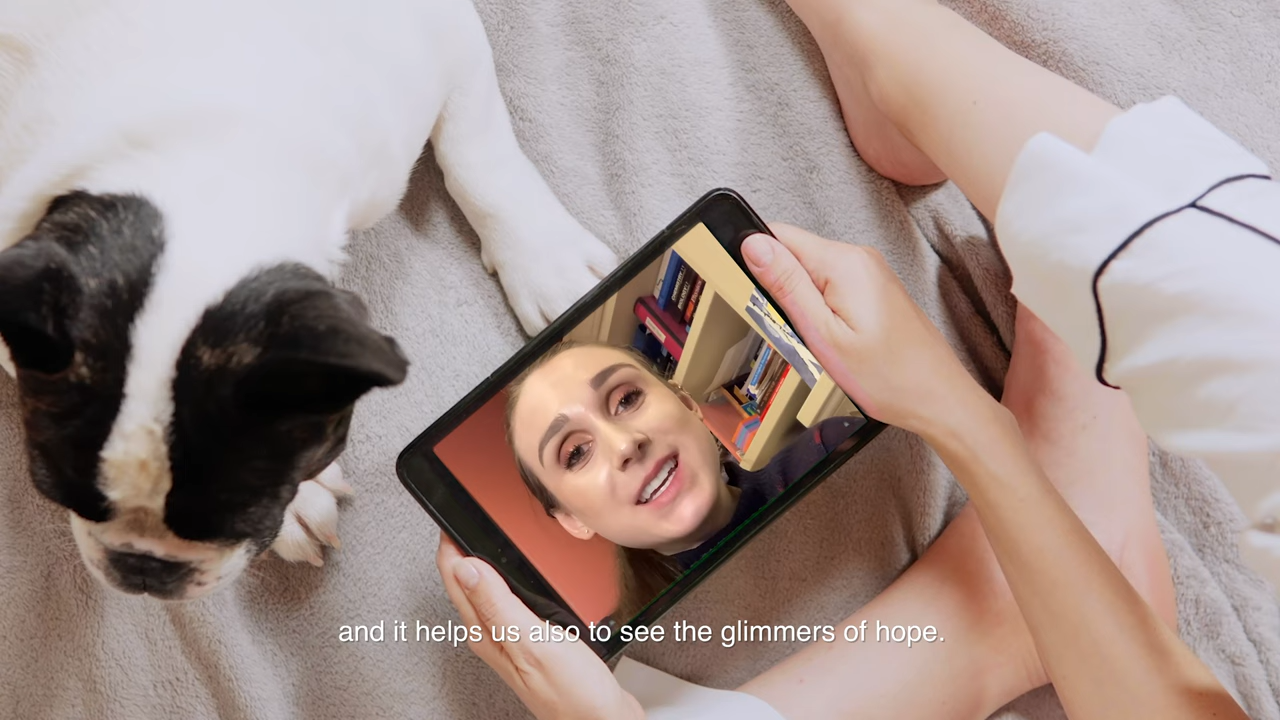 and it helps us also to see the glimmers of hope.